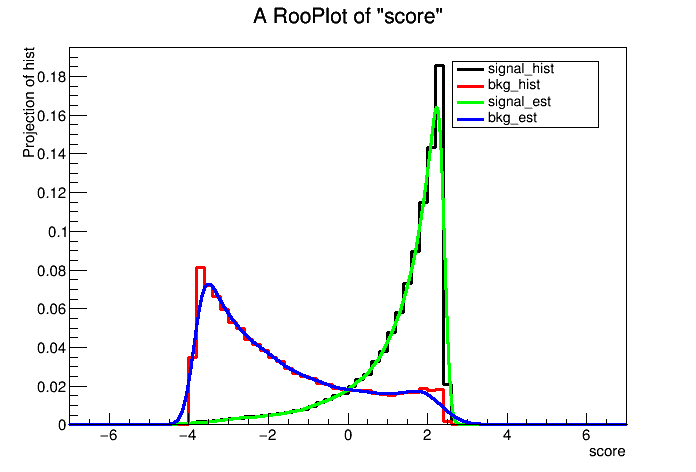 A RooPlot of "score"
Projection of hist
0.18
0.16
0.14
0.12
0.1
0.08
0.06
0.04
0.02
0
signal_hist
bkg_hist
signal_est
bkg_est
−6 −4 −2 0 2 4 6
score